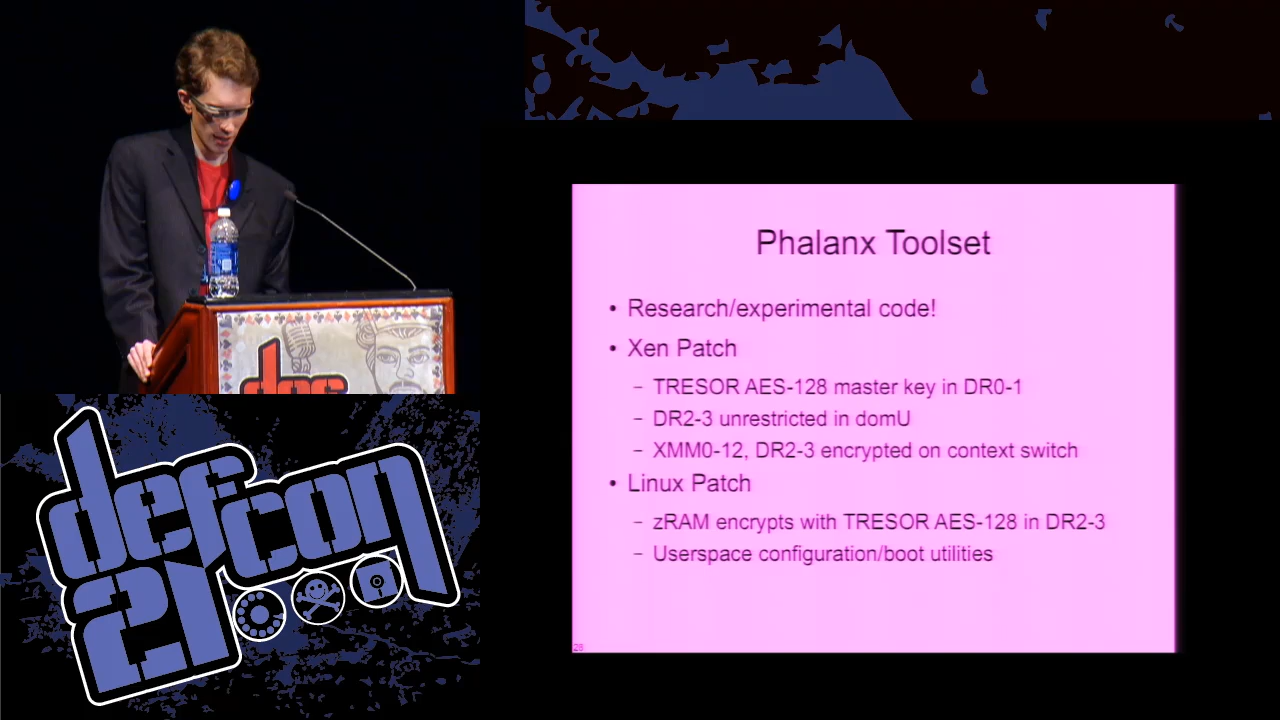 Phalanx Toolset
• Research/experimental code!
• Xen Patch
– TRESOR AES-128 master key in DR0-1
– DR2-3 unrestricted in domU
– XMM0-12, DR2-3 encrypted on context switch
• Linux Patch
– zRAM encrypts with TRESOR AES-128 in DR2-3
– Userspace configuration/boot utilities
28
defcon
21